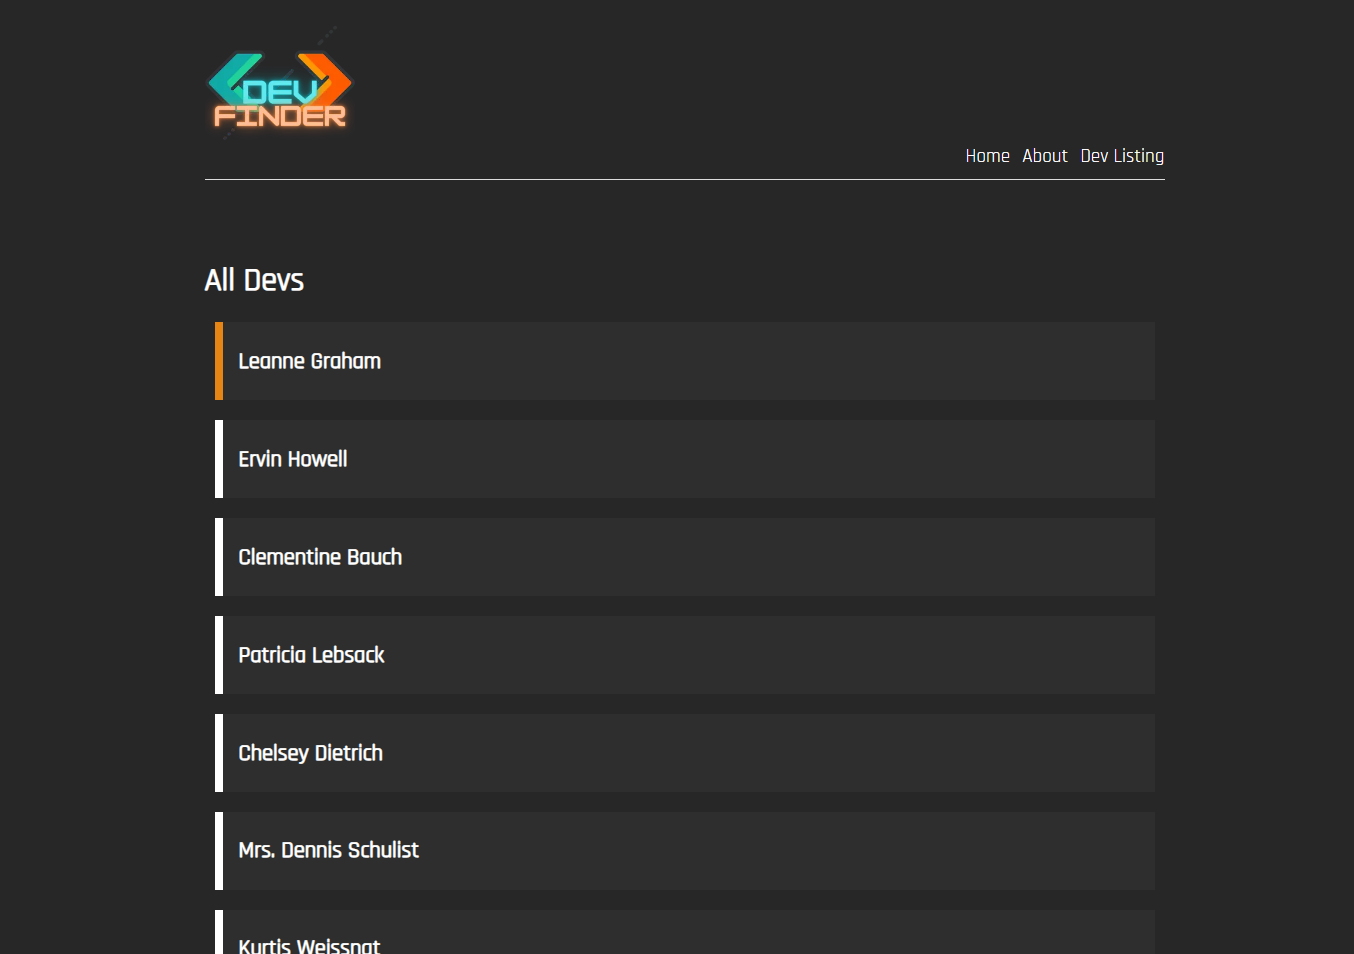 DEV
FINDER
Home About Dev Listing
All Devs
Leanne Graham
Ervin Howell
Clementine Bauch
Patricia Lebsack
Chelsey Dietrich
Mrs. Dennis Schulist
Kurtis Weissnat